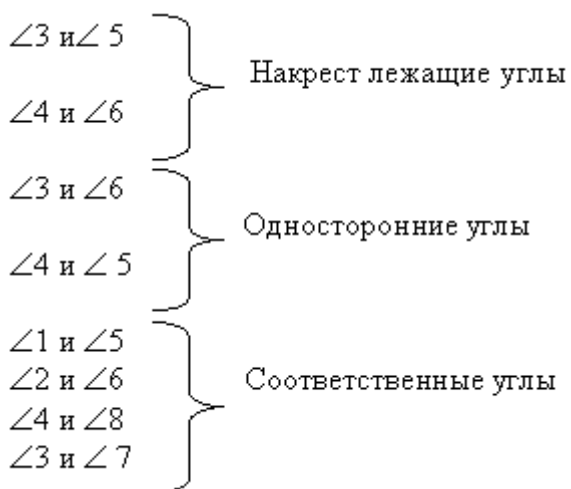 ∠3 и∠ 5
Накрест лежащие углы
∠4 и ∠6
∠3 и ∠6
Односторонние углы
∠4 и ∠ 5
∠1 и ∠5
∠2 и ∠6
Соответственные углы
∠4 и ∠8
∠3 и ∠ 7